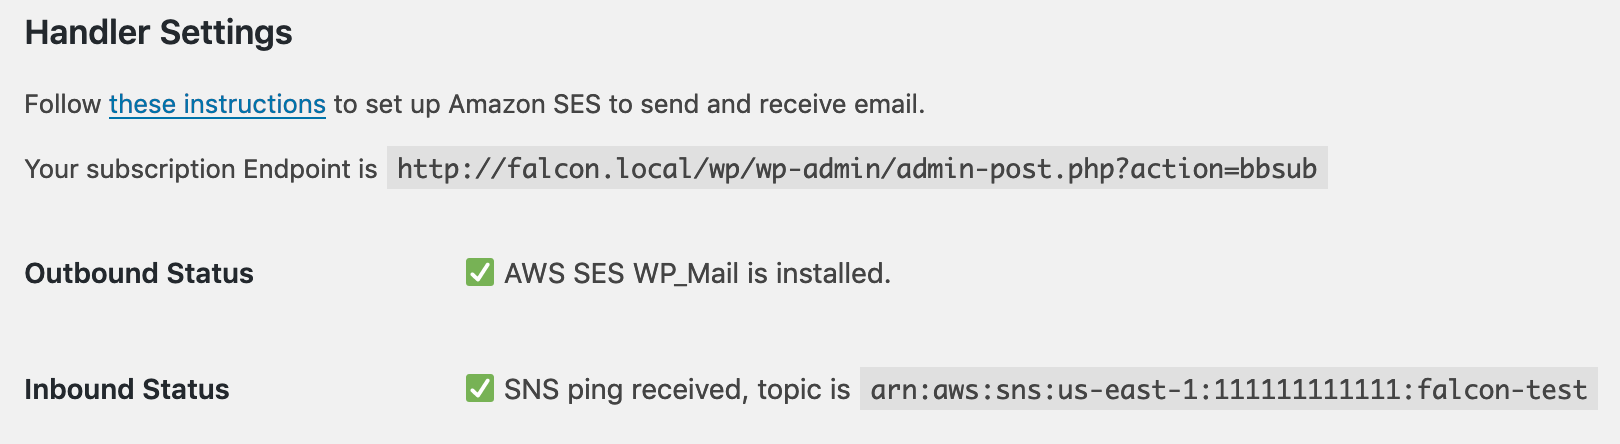 Handler Settings
Follow these instructions to set up Amazon SES to send and receive email.
Your subscription Endpoint is http://falcon.local/wp/wp-admin/admin-post.php?action=bbsub
Outbound Status ✅ AWS SES WP_Mail is installed.
Inbound Status ✅ SNS ping received, topic is arn:aws:sns:us-east-1:111111111111:falcon-test